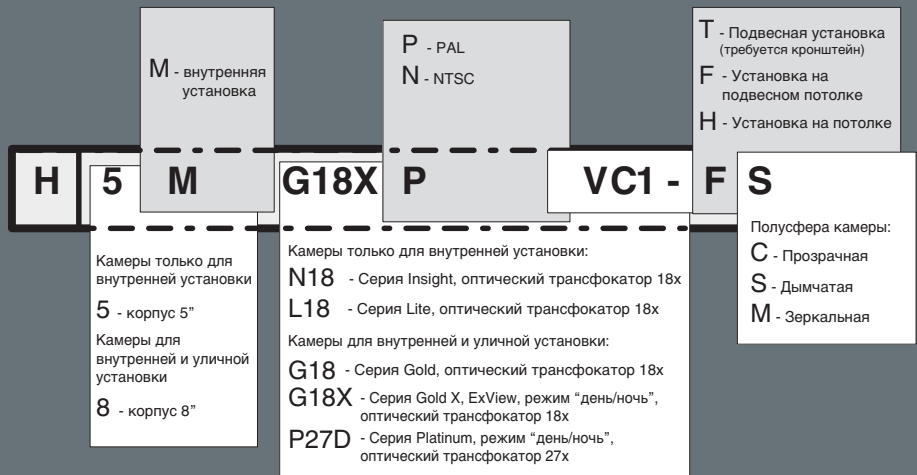 M - внутренняя
установка
P - PAL
N - NTSC
T - Подвесная установка
(требуется кронштейн)
F - Установка на
подвесном потолке
H - Установка на потолке
H 5 M G18X P VC1 - F S
Камеры только для
внутренней установки
5 - корпус 5”
Камеры для
внутренней и уличной
установки
8 - корпус 8”
Камеры только для внутренней установки:
N18 - Серия Insight, оптический трансфокатор 18x
L18 - Серия Lite, оптический трансфокатор 18x
Камеры для внутренней и уличной установки:
G18 - Серия Gold, оптический трансфокатор 18x
G18X - Серия Gold X, ExView, режим “день/ночь”,
оптический трансфокатор 18x
P27D - Серия Platinum, режим “день/ночь”,
оптический трансфокатор 27x
Полусфера камеры:
C - Прозрачная
S - Дымчатая
M - Зеркальная